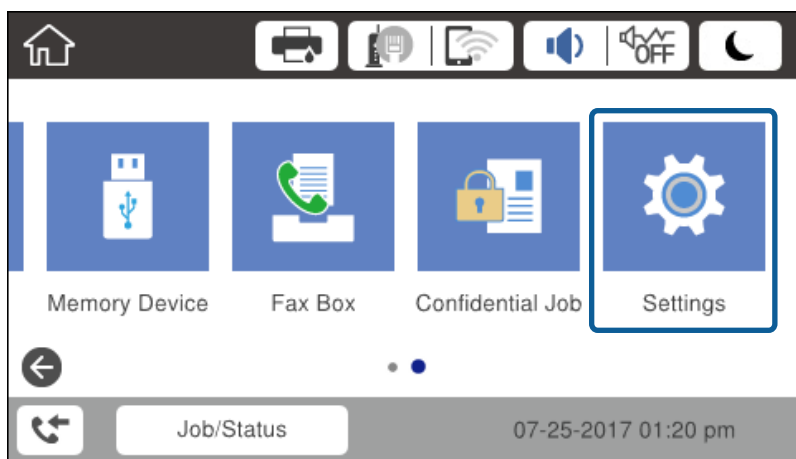 OFF
Memory Device
Fax Box
Confidential Job
Settings
Job/Status
07-25-2017 01:20 pm